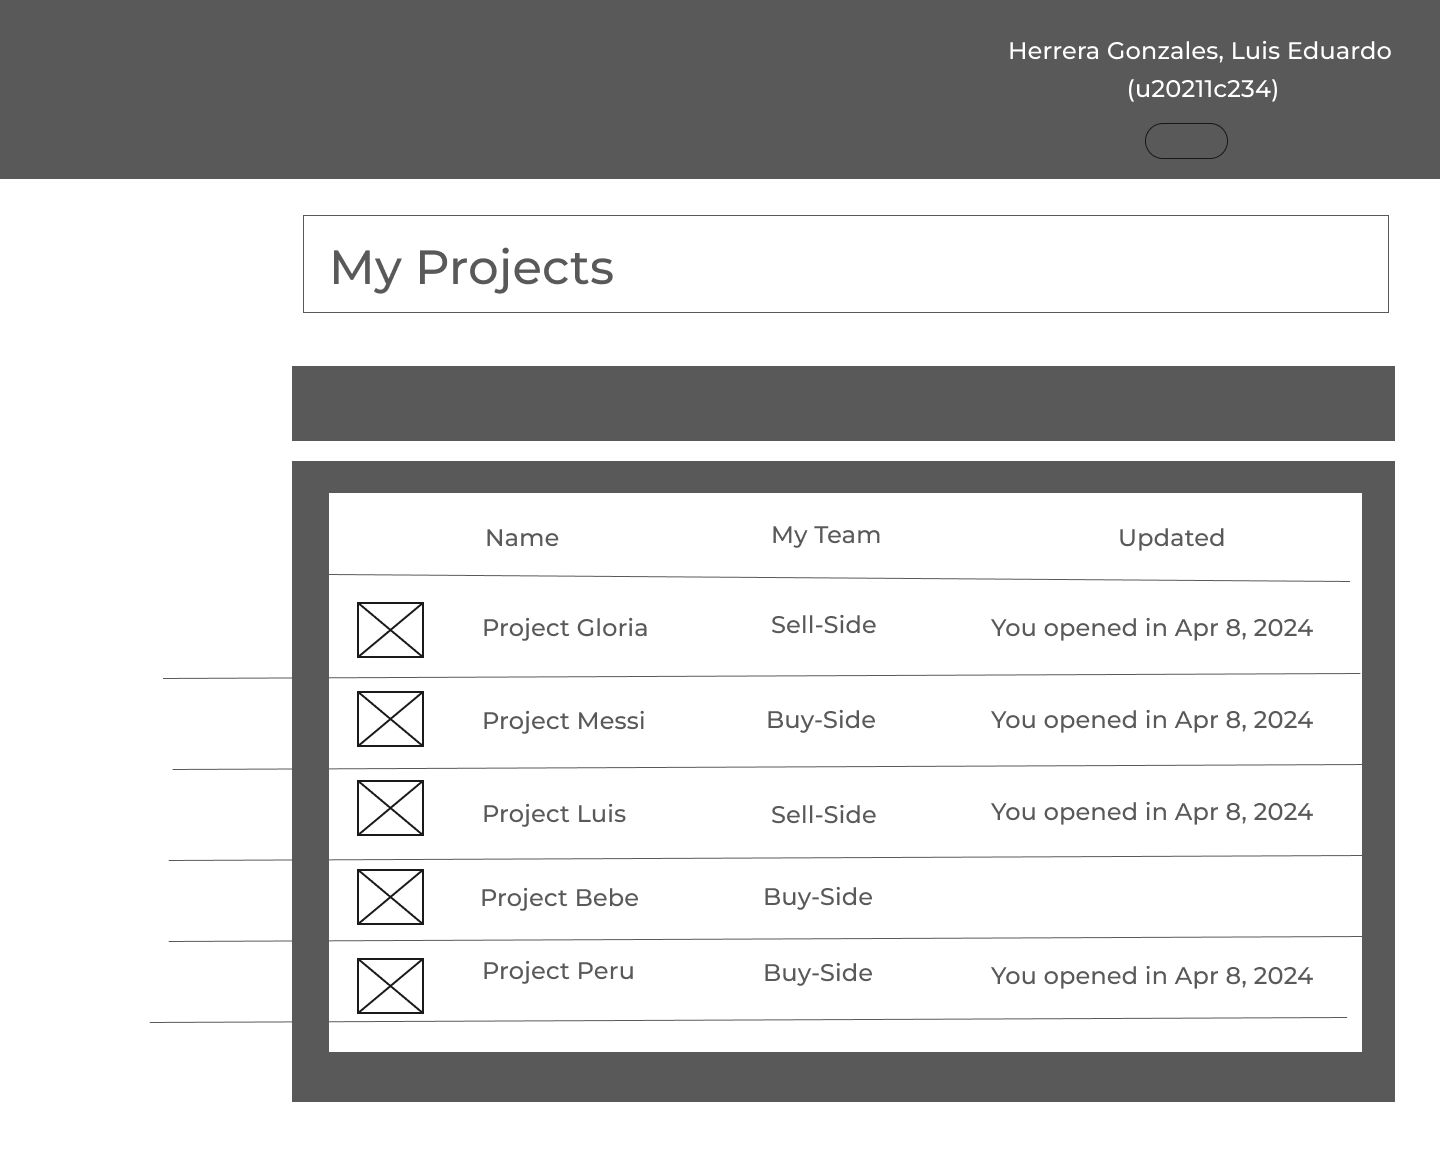 Herrera Gonzales, Luis Eduardo
(u20211c234)
My Projects
Name My Team Updated
Project Gloria Sell-Side You opened in Apr 8, 2024
Project Messi Buy-Side You opened in Apr 8, 2024
Project Luis Sell-Side You opened in Apr 8, 2024
Project Bebe Buy-Side
Project Peru Buy-Side You opened in Apr 8, 2024